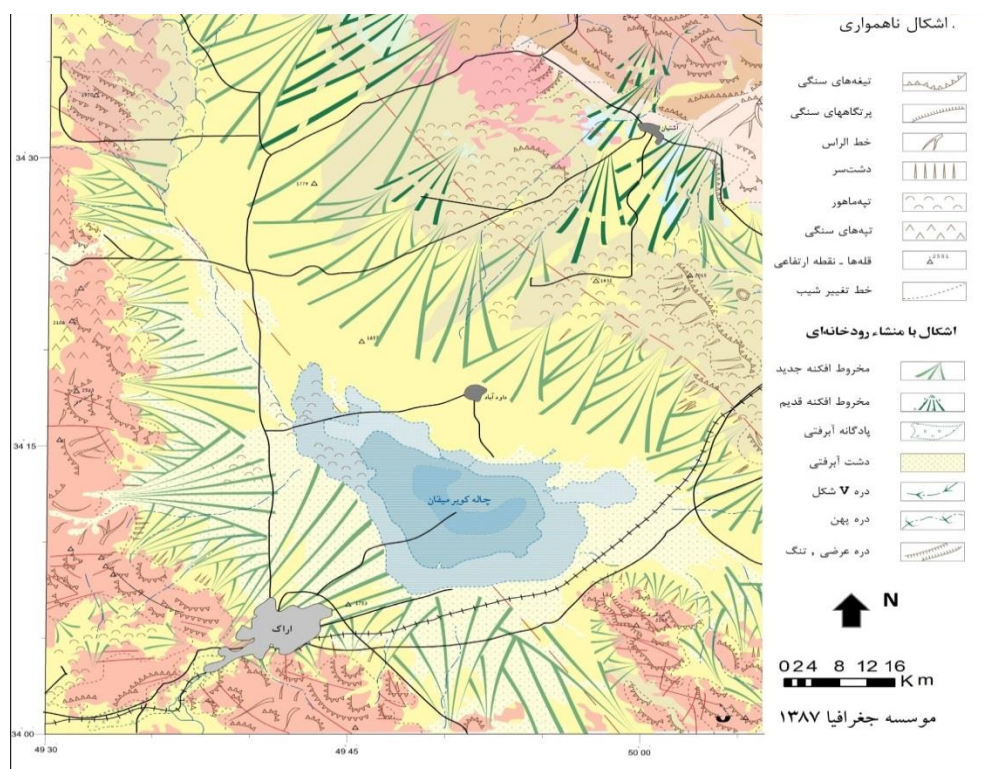 اشکال ناهمواری .
تیغه‌های سنگی
پرتگاههای سنگی
خط الراس
دشت‌سر
تپه‌ماهور
تپه‌های سنگی
قله‌ها ـ نقطه ارتفاعی
خط تغییر شیب
اشکال با منشاء رودخانه‌ای
مخروط افکنه جدید
مخروط افکنه قدیم
پادگانه آبرفتی
دشت آبرفتی
دره V شکل
دره پهن
دره عرضی , تنگ
N
0 2 4 8 12 16 Km
موسسه جغرافیا ۱۳۸۷
آشتیان
داود آباد
چاله کویر میقان
اراک
34 30
34 15
34 00
49 30
49 45
50 00